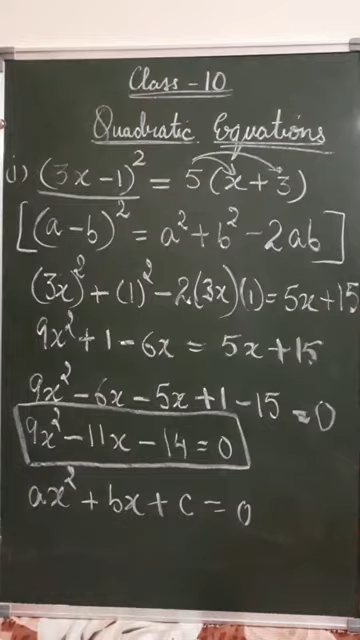 Class - 10
Quadratic Equations
i) (3x - 1)² = 5(x + 3)
[(a - b)² = a² + b² - 2ab]
(3x)² + (1)² - 2(3x)(1) = 5x + 15
9x² + 1 - 6x = 5x + 15
9x² - 6x - 5x + 1 - 15 = 0
9x² - 11x - 14 = 0
ax² + bx + c = 0